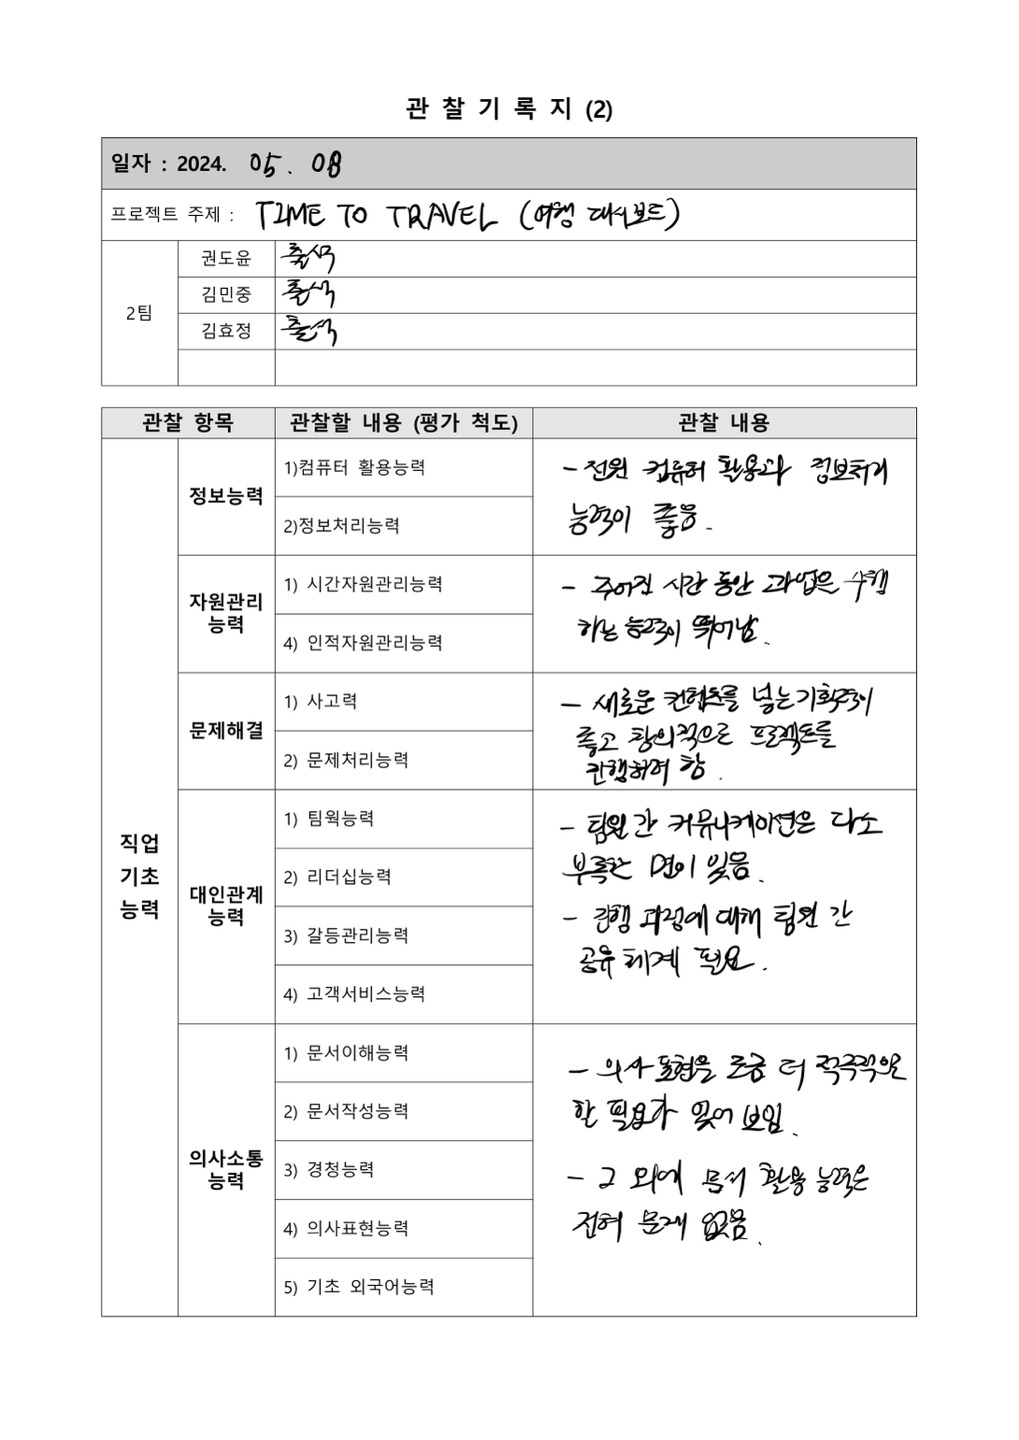 관 찰 기 록 지 (2)
일자 : 2024. 05. 08
프로젝트 주제 : TIME TO TRAVEL (여행 대시보드)
2팀
권도윤 출석
김민중 출석
김효정 출석
관찰 항목 관찰할 내용 (평가 척도) 관찰 내용
직업
기초
능력
정보능력
1)컴퓨터 활용능력
2)정보처리능력
- 전원 컴퓨터 활용과 정보처리
능력이 좋음.
자원관리
능력
1) 시간자원관리능력
4) 인적자원관리능력
- 주어진 시간 동안 과업을 수행
하는 능력이 뛰어남.
문제해결
1) 사고력
2) 문제처리능력
- 새로운 컨텐츠를 넣는 기획력이
좋고 창의적으로 프로젝트를
진행하려 함.
대인관계
능력
1) 팀웍능력
2) 리더십능력
3) 갈등관리능력
4) 고객서비스능력
- 팀원 간 커뮤니케이션은 다소
부족한 면이 있음.
- 진행 과정에 대해 팀원 간
공유 체계 필요.
의사소통
능력
1) 문서이해능력
2) 문서작성능력
3) 경청능력
4) 의사표현능력
5) 기초 외국어능력
- 의사 표현을 조금 더 적극적으로
할 필요가 있어 보임.
- 그 외에 문서 활용 능력은
전혀 문제 없음.